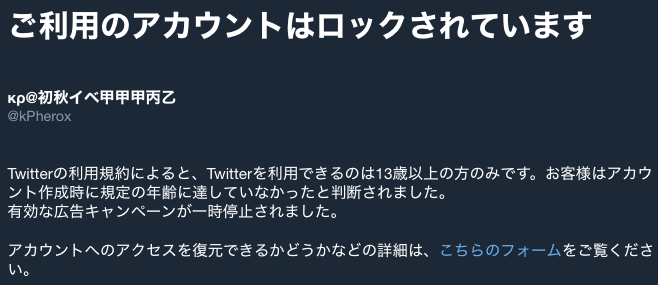 ご利用のアカウントはロックされています
κρ@初秋イベ甲甲甲丙乙
@kPherox
Twitterの利用規約によると、Twitterを利用できるのは13歳以上の方のみです。お客様はアカウ
ント作成時に規定の年齢に達していなかったと判断されました。
有効な広告キャンペーンが一時停止されました。
アカウントへのアクセスを復元できるかどうかなどの詳細は、こちらのフォームをご覧くださ
い。